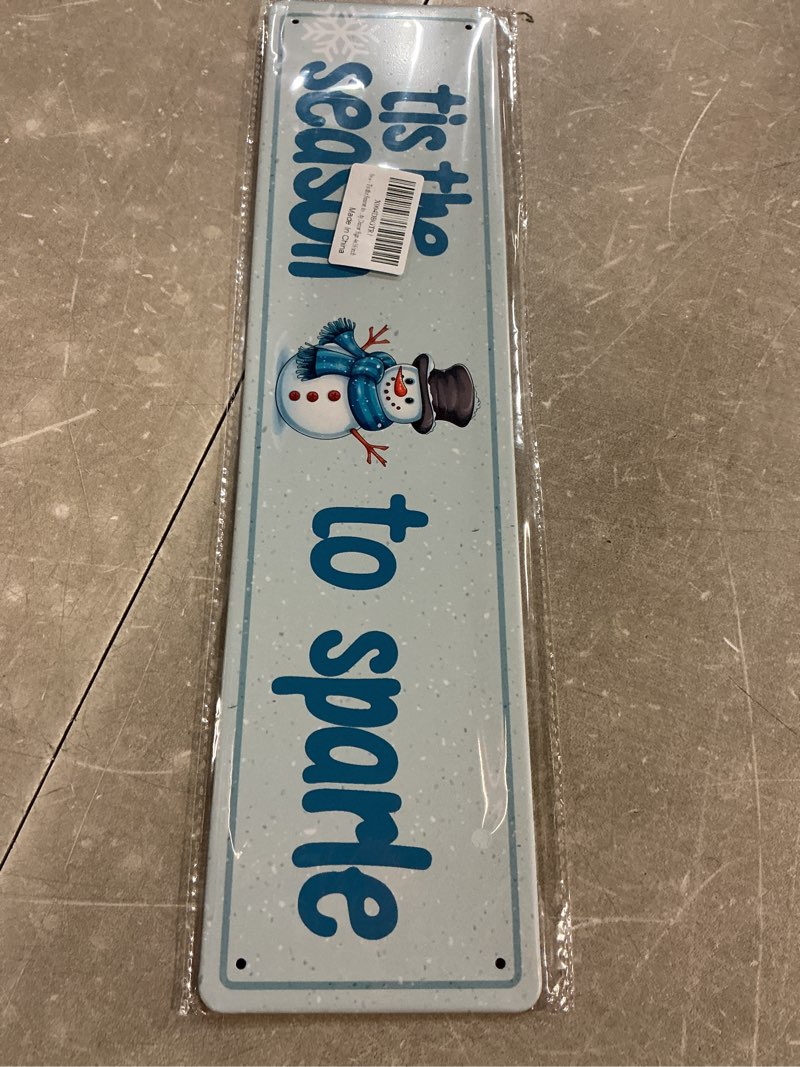 tis the
season
to sparle
Made in China